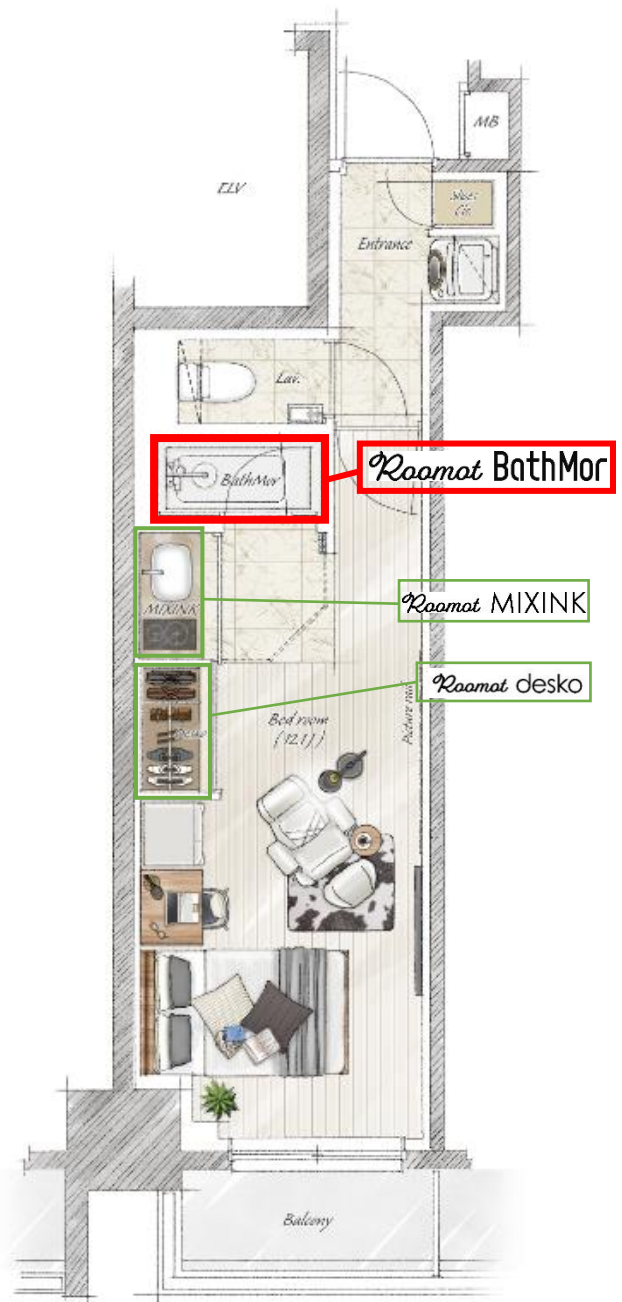 MB
ELV
Shoes
Clo.
Entrance
Lav.
BathMor
Roomot BathMor
MIXINK
Roomot MIXINK
Roomot desko
Bed room
(12.1J)
Picture rail
desko
Balcony